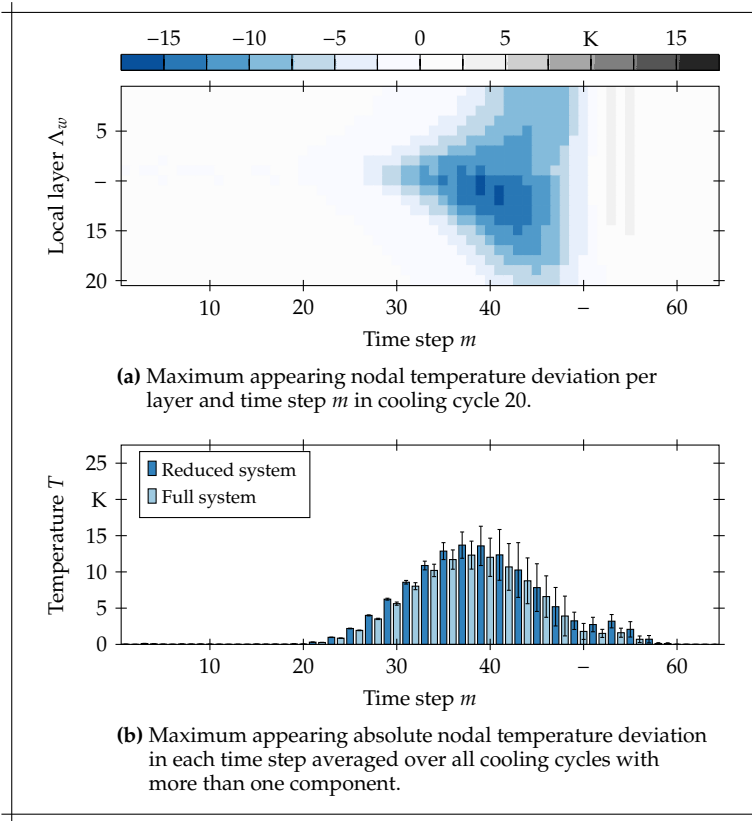 −15 −10 −5 0 5 K 15
Local layer Λw
5
−
15
20
10 20 30 40 − 60
Time step m
(a) Maximum appearing nodal temperature deviation per
layer and time step m in cooling cycle 20.
Temperature T
25
K
15
10
5
0
Reduced system
Full system
10 20 30 40 − 60
Time step m
(b) Maximum appearing absolute nodal temperature deviation
in each time step averaged over all cooling cycles with
more than one component.